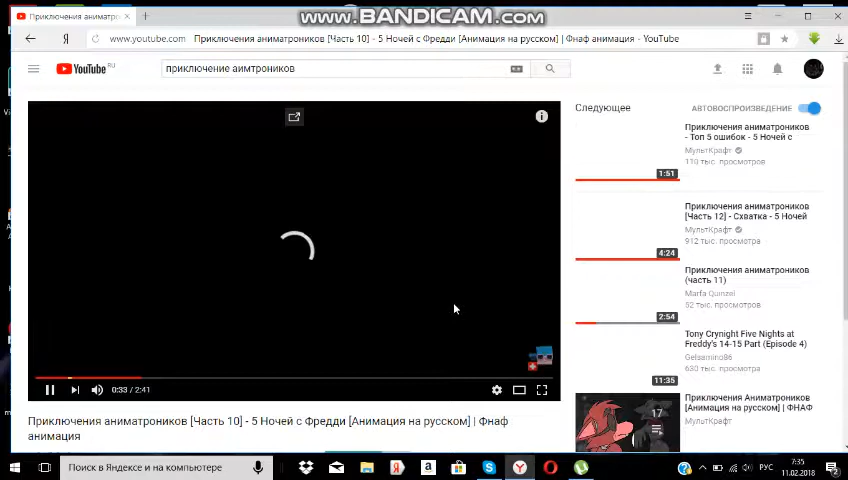 www.BANDICAM.com
Приключения аниматро
www.youtube.com Приключения аниматроников [Часть 10] - 5 Ночей с Фредди [Анимация на русском] | Фнаф анимация - YouTube
YouTube RU
приключение аимтроников
Следующее
АВТОВОСПРОИЗВЕДЕНИЕ
Приключения аниматроников
- Топ 5 ошибок - 5 Ночей с
МультКрафт
110 тыс. просмотров
1:51
Приключения аниматроников
[Часть 12] - Схватка - 5 Ночей
МультКрафт
912 тыс. просмотра
4:24
Приключения аниматроников
(часть 11)
Marfa Quinzel
52 тыс. просмотров
2:54
Tony Crynight Five Nights at
Freddy's 14-15 Part (Episode 4)
Gelsamino86
630 тыс. просмотров
11:35
Приключения Аниматроников
[Анимация на русском] | ФНАФ
МультКрафт
17
0:33 / 2:41
Приключения аниматроников [Часть 10] - 5 Ночей с Фредди [Анимация на русском] | Фнаф
анимация
Поиск в Яндексе и на компьютере
РУС
7:35
11.02.2018
2